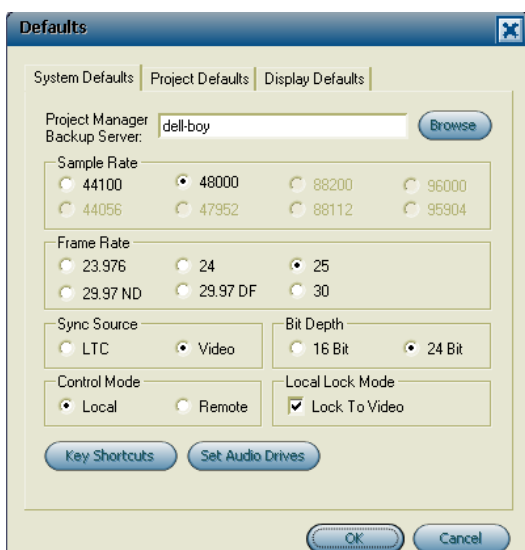 Defaults
System Defaults Project Defaults Display Defaults
Project Manager
Backup Server: dell-boy Browse
Sample Rate
44100 48000 88200 96000
44056 47952 88112 95904
Frame Rate
23.976 24 25
29.97 ND 29.97 DF 30
Sync Source Bit Depth
LTC Video 16 Bit 24 Bit
Control Mode Local Lock Mode
Local Remote Lock To Video
Key Shortcuts Set Audio Drives
OK Cancel